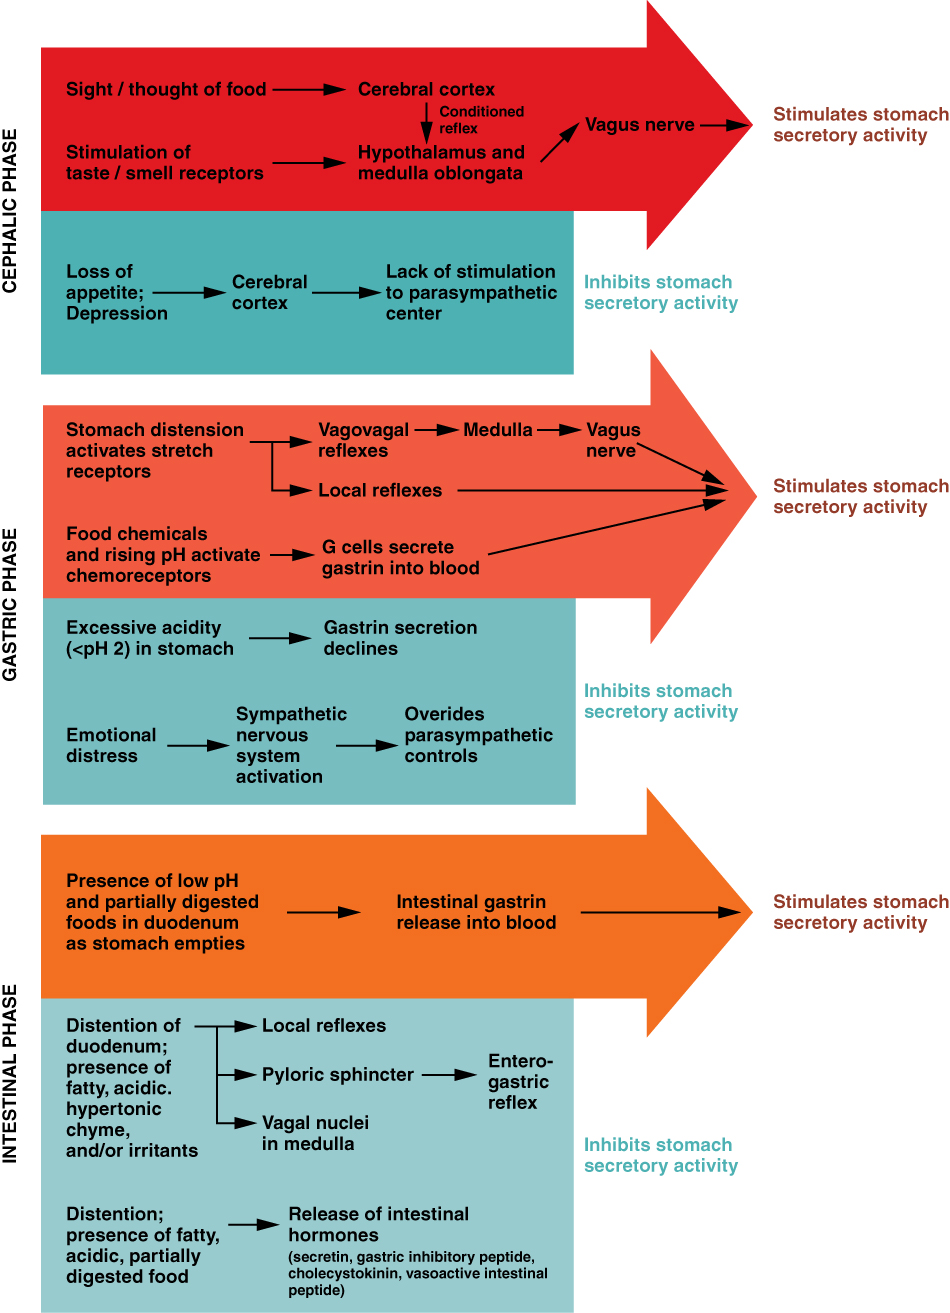 CEPHALIC PHASE
Sight / thought of food
Cerebral cortex
Conditioned
reflex
Stimulation of
taste / smell receptors
Hypothalamus and
medulla oblongata
Vagus nerve
Stimulates stomach
secretory activity
Loss of
appetite;
Depression
Cerebral
cortex
Lack of stimulation
to parasympathetic
center
Inhibits stomach
secretory activity
GASTRIC PHASE
Stomach distension
activates stretch
receptors
Vagovagal
reflexes
Medulla
Vagus
nerve
Local reflexes
Food chemicals
and rising pH activate
chemoreceptors
G cells secrete
gastrin into blood
Stimulates stomach
secretory activity
Excessive acidity
(<pH 2) in stomach
Gastrin secretion
declines
Emotional
distress
Sympathetic
nervous
system
activation
Overides
parasympathetic
controls
Inhibits stomach
secretory activity
INTESTINAL PHASE
Presence of low pH
and partially digested
foods in duodenum
as stomach empties
Intestinal gastrin
release into blood
Stimulates stomach
secretory activity
Distention of
duodenum;
presence of
fatty, acidic.
hypertonic
chyme,
and/or irritants
Local reflexes
Pyloric sphincter
Vagal nuclei
in medulla
Entero-
gastric
reflex
Inhibits stomach
secretory activity
Distention;
presence of fatty,
acidic, partially
digested food
Release of intestinal
hormones
(secretin, gastric inhibitory peptide,
cholecystokinin, vasoactive intestinal
peptide)